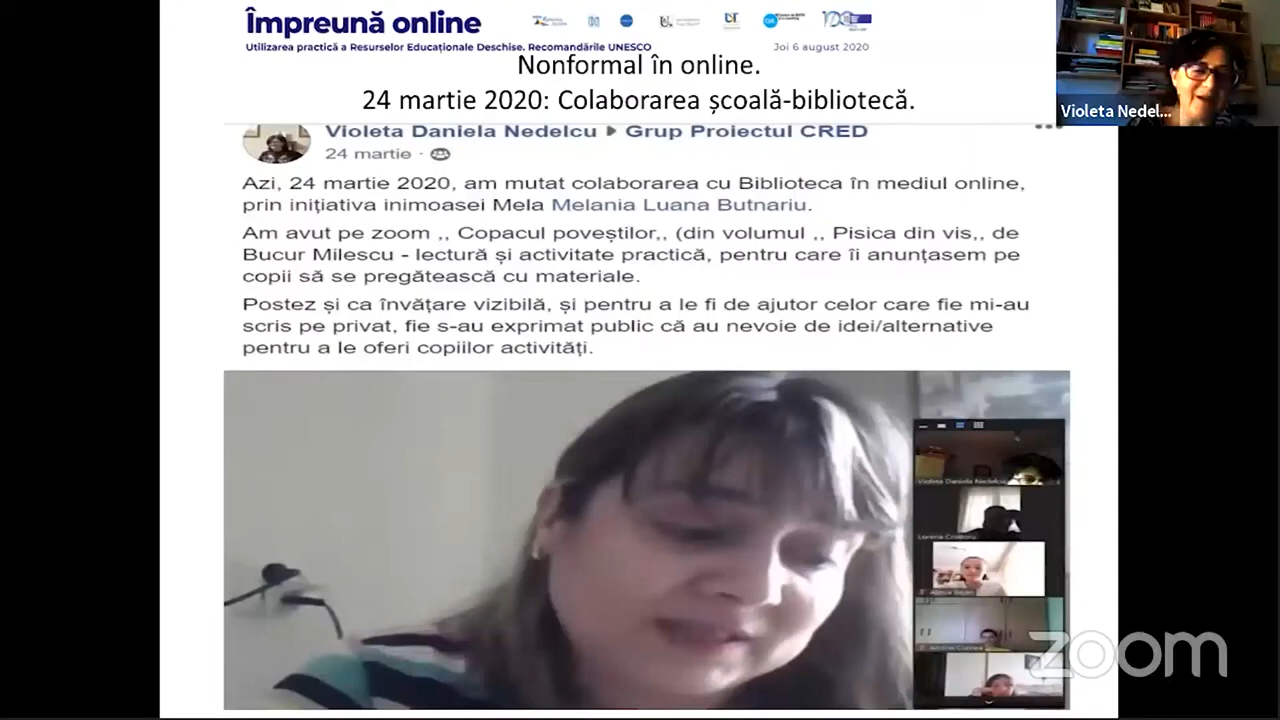 Împreună online
Utilizarea practică a Resurselor Educaționale Deschise. Recomandările UNESCO
Joi 6 august 2020
Nonformal în online.
24 martie 2020: Colaborarea școală-bibliotecă.
Violeta Nedel...
Violeta Daniela Nedelcu ▸ Grup Proiectul CRED
24 martie ·
Azi, 24 martie 2020, am mutat colaborarea cu Biblioteca în mediul online,
prin inițiativa inimoasei Mela Melania Luana Butnariu.
Am avut pe zoom ,, Copacul poveștilor,, (din volumul ,, Pisica din vis,, de
Bucur Milescu - lectură și activitate practică, pentru care îi anunțasem pe
copii să se pregătească cu materiale.
Postez și ca învățare vizibilă, și pentru a le fi de ajutor celor care fie mi-au
scris pe privat, fie s-au exprimat public că au nevoie de idei/alternative
pentru a le oferi copiilor activități.
Violeta Daniela Nedelcu
zoom